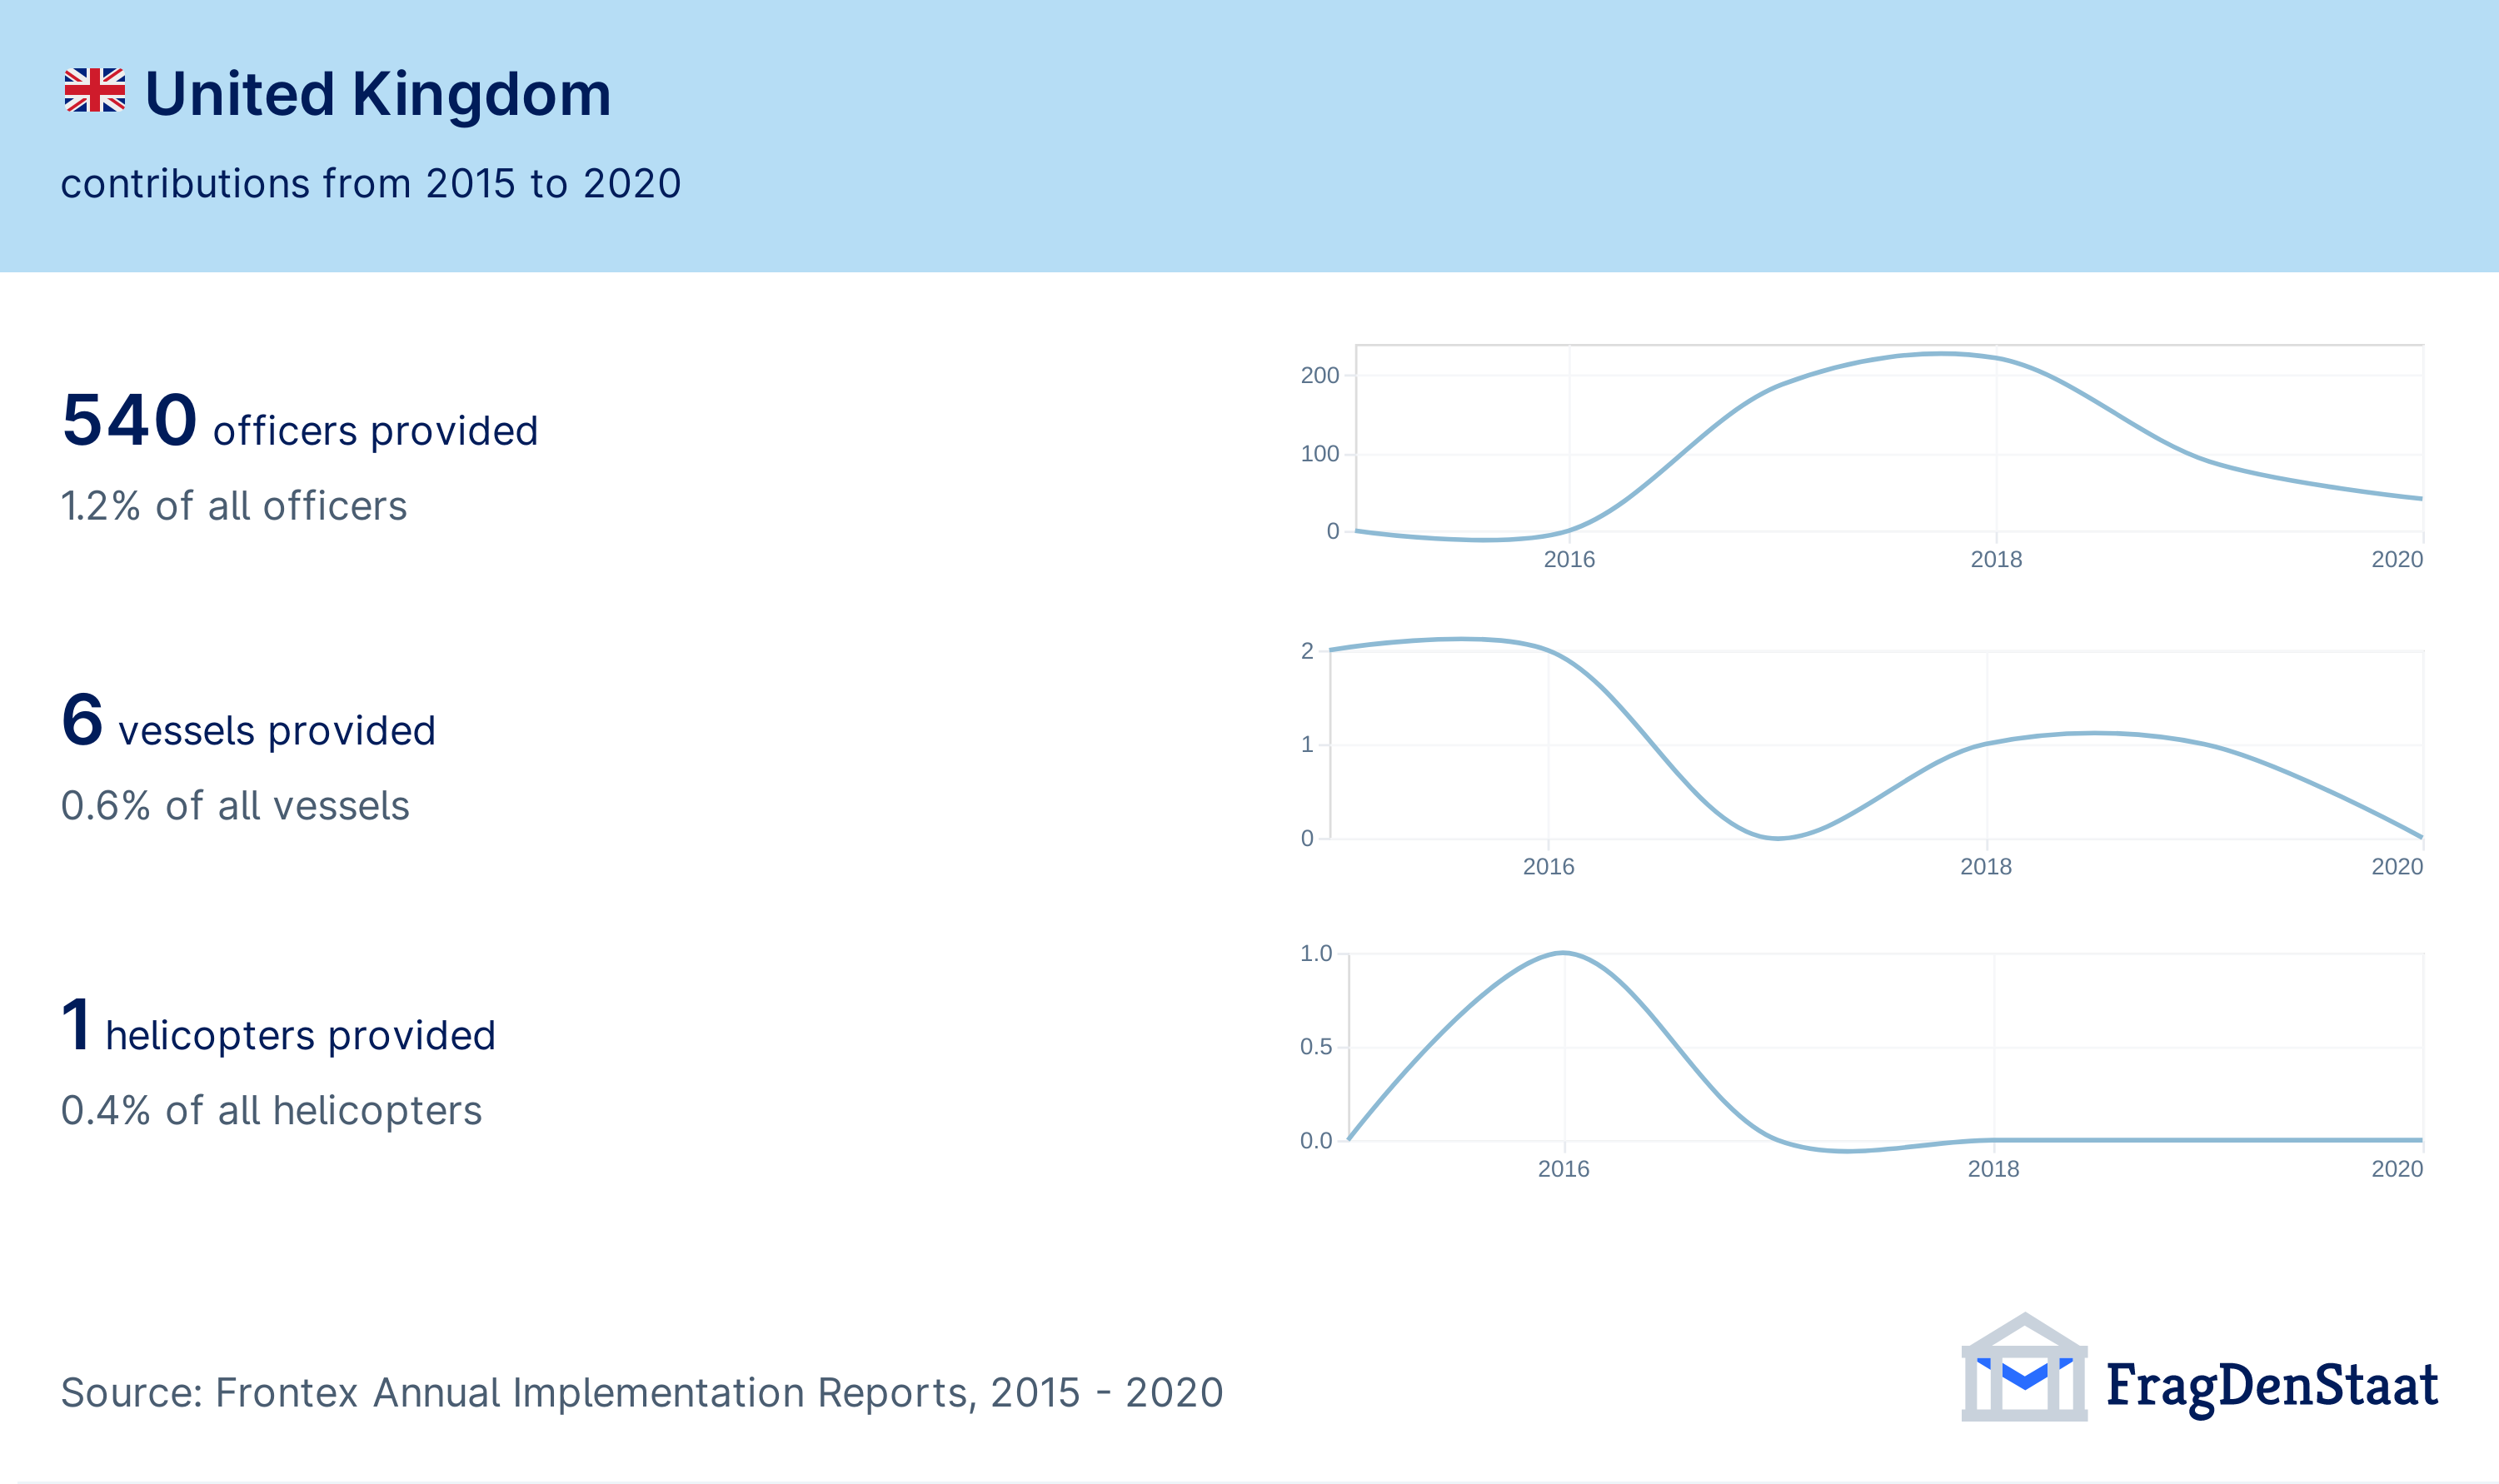 United Kingdom
contributions from 2015 to 2020
540 officers provided
1.2% of all officers
200
100
0
2016 2018 2020
6 vessels provided
0.6% of all vessels
2
1
0
2016 2018 2020
1 helicopters provided
0.4% of all helicopters
1.0
0.5
0.0
2016 2018 2020
Source: Frontex Annual Implementation Reports, 2015 - 2020
FragDenStaat